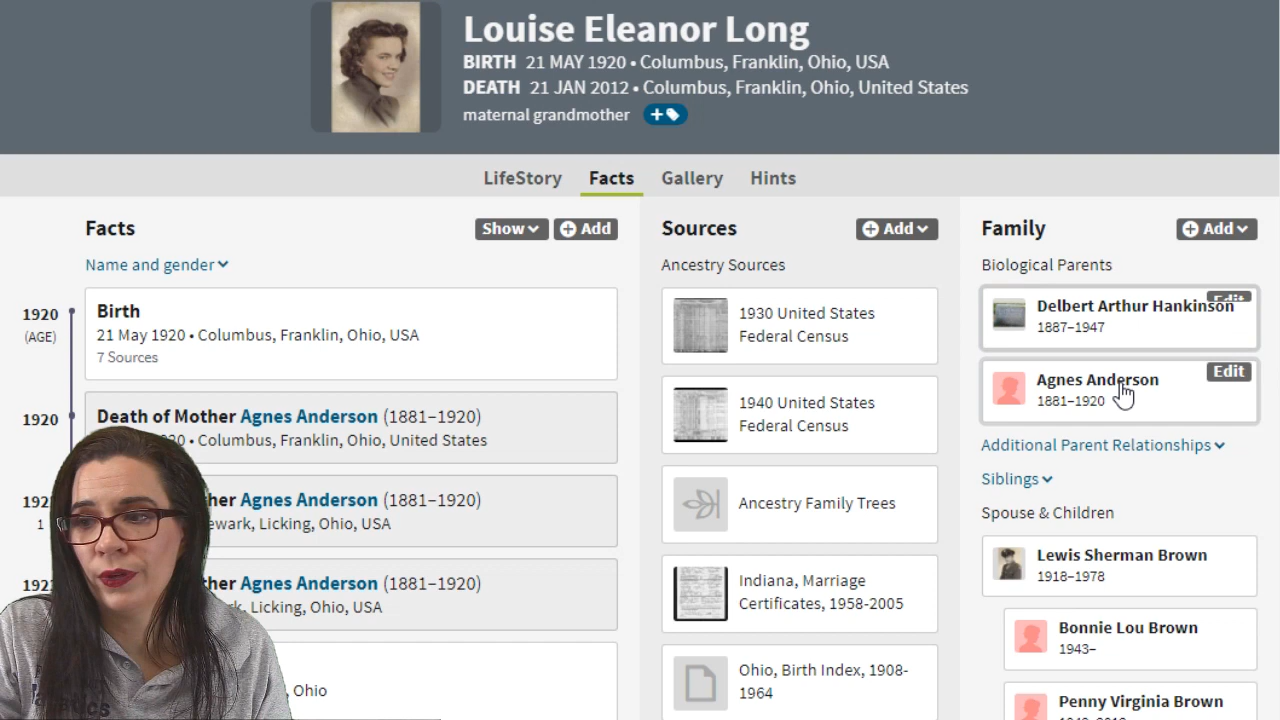 Louise Eleanor Long
BIRTH 21 MAY 1920 • Columbus, Franklin, Ohio, USA
DEATH 21 JAN 2012 • Columbus, Franklin, Ohio, United States
maternal grandmother
LifeStory Facts Gallery Hints
Facts
Show
Add
Name and gender
1920
(AGE)
Birth
21 May 1920 • Columbus, Franklin, Ohio, USA
7 Sources
1920
Death of Mother Agnes Anderson (1881–1920)
20 • Columbus, Franklin, Ohio, United States
1
her Agnes Anderson (1881–1920)
ewark, Licking, Ohio, USA
ther Agnes Anderson (1881–1920)
rk, Licking, Ohio, USA
, Ohio
Sources
Add
Ancestry Sources
1930 United States
Federal Census
1940 United States
Federal Census
Ancestry Family Trees
Indiana, Marriage
Certificates, 1958-2005
Ohio, Birth Index, 1908-
1964
Family
Add
Biological Parents
Edit
Delbert Arthur Hankinson
1887–1947
Edit
Agnes Anderson
1881–1920
Additional Parent Relationships
Siblings
Spouse & Children
Lewis Sherman Brown
1918–1978
Bonnie Lou Brown
1943–
Penny Virginia Brown